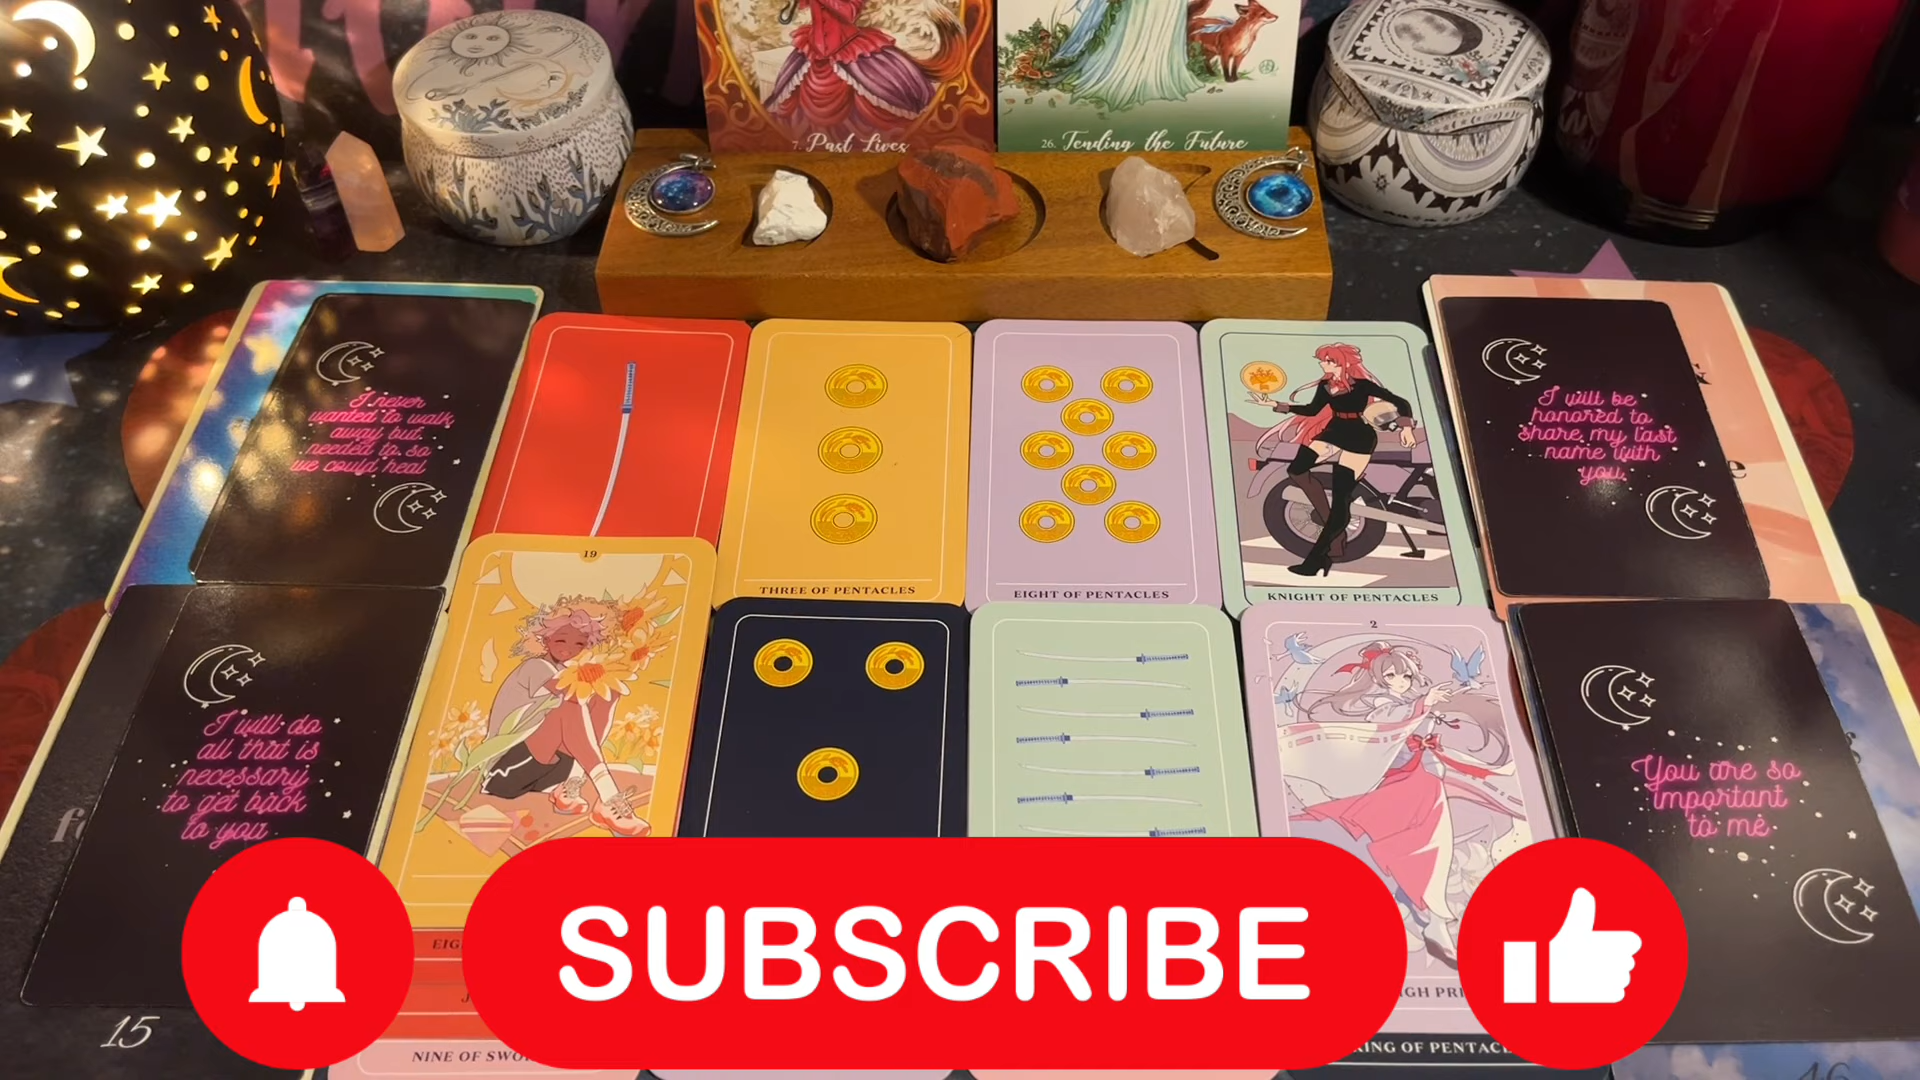 7. Past Lives
26. Tending the Future
I never
wanted to walk
away but
needed to so
we could heal
THREE OF PENTACLES
EIGHT OF PENTACLES
KNIGHT OF PENTACLES
I will be
honored to
share my last
name with
you.
19
2
I will do
all that is
necessary
to get back
to you.
You are so
important
to me
SUBSCRIBE
15
NINE OF
KING OF